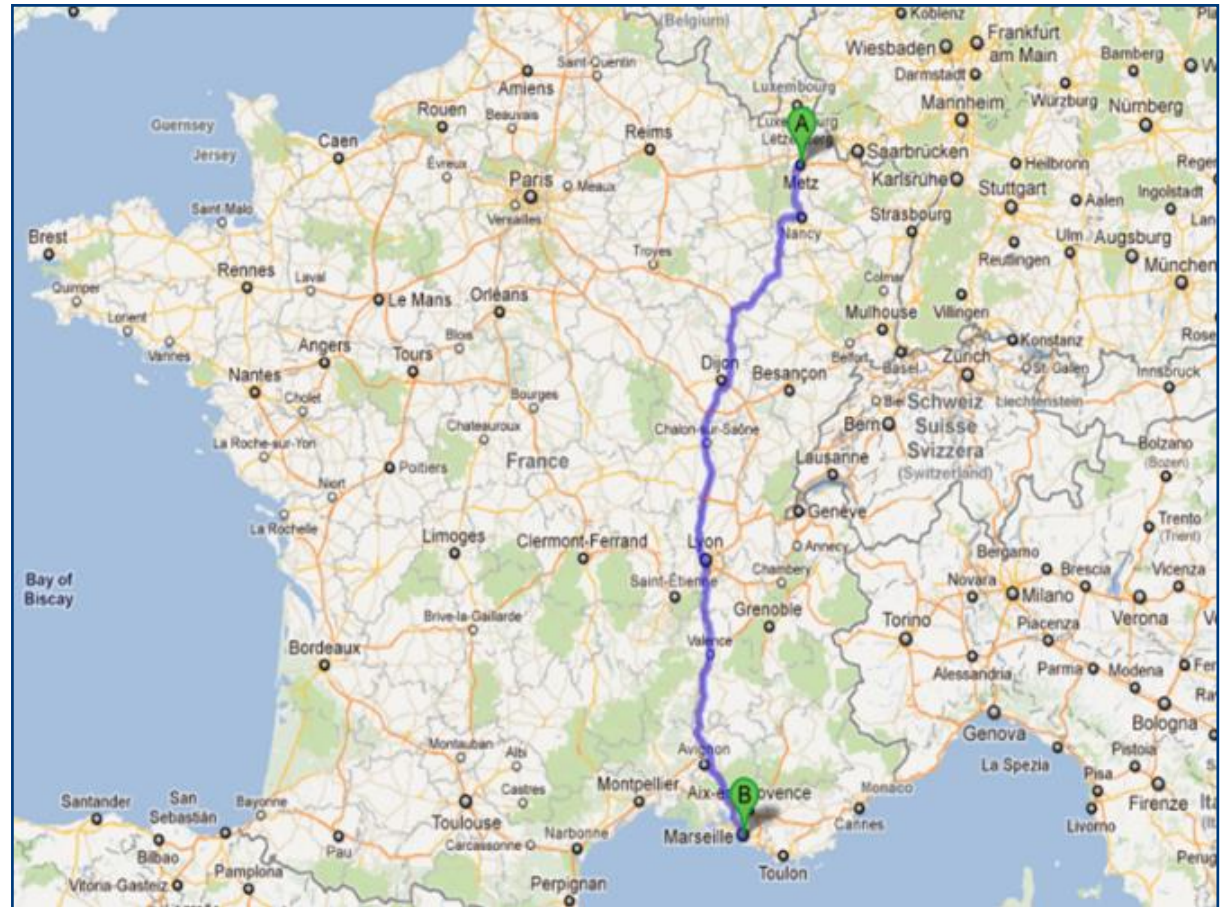 (Belgium)
Koblenz
Frankfurt
am Main
Wiesbaden
Bamberg
Saint-Quentin
Amiens
Darmstadt
Luxembourg
Würzburg
Nürnberg
Mannheim
Rouen
Beauvais
Guernsey
Reims
A
Caen
Jersey
Saarbrücken
Heilbronn
Évreux
Paris
Meaux
Metz
Karlsruhe
Stuttgart
Ingolstadt
Aalen
Saint-Malo
Versailles
Strasbourg
Brest
Nancy
Ulm
Augsburg
Troyes
Reutlingen
München
Rennes
Laval
Colmar
Quimper
Le Mans
Orléans
Mulhouse
Villingen
Lorient
Blois
Konstanz
Vannes
Angers
Tours
Dijon
Belfort
Zürich
Basel
St. Gallen
Besançon
Innsbruck
Nantes
Cholet
Bourges
Schweiz
Liechtenstein
Bern
Suisse
Chateauroux
Chalon-sur-Saône
La Roche-sur-Yon
Svizzera
Bolzano
(Bozen)
France
Lausanne
(Switzerland)
Poitiers
Niort
Genève
La Rochelle
Trento
(Trient)
Limoges
Clermont-Ferrand
Lyon
Annecy
Bergamo
Chambery
Brescia
Vicenza
Bay of
Biscay
Saint-Étienne
Novara
Milano
Grenoble
Brive-la-Gaillarde
Torino
Piacenza
Verona
Bordeaux
Valence
Alessandria
Parma
Modena
Bologna
Genova
Montauban
Albi
Avignon
La Spezia
Pistoia
Pisa
Montpellier
Monaco
B
Santander
San
Sebastián
Bayonne
Castres
Firenze
Toulouse
Marseille
Cannes
Livorno
Bilbao
Pau
Carcassonne
Narbonne
Toulon
Vitoria-Gasteiz
Pamplona
Perpignan